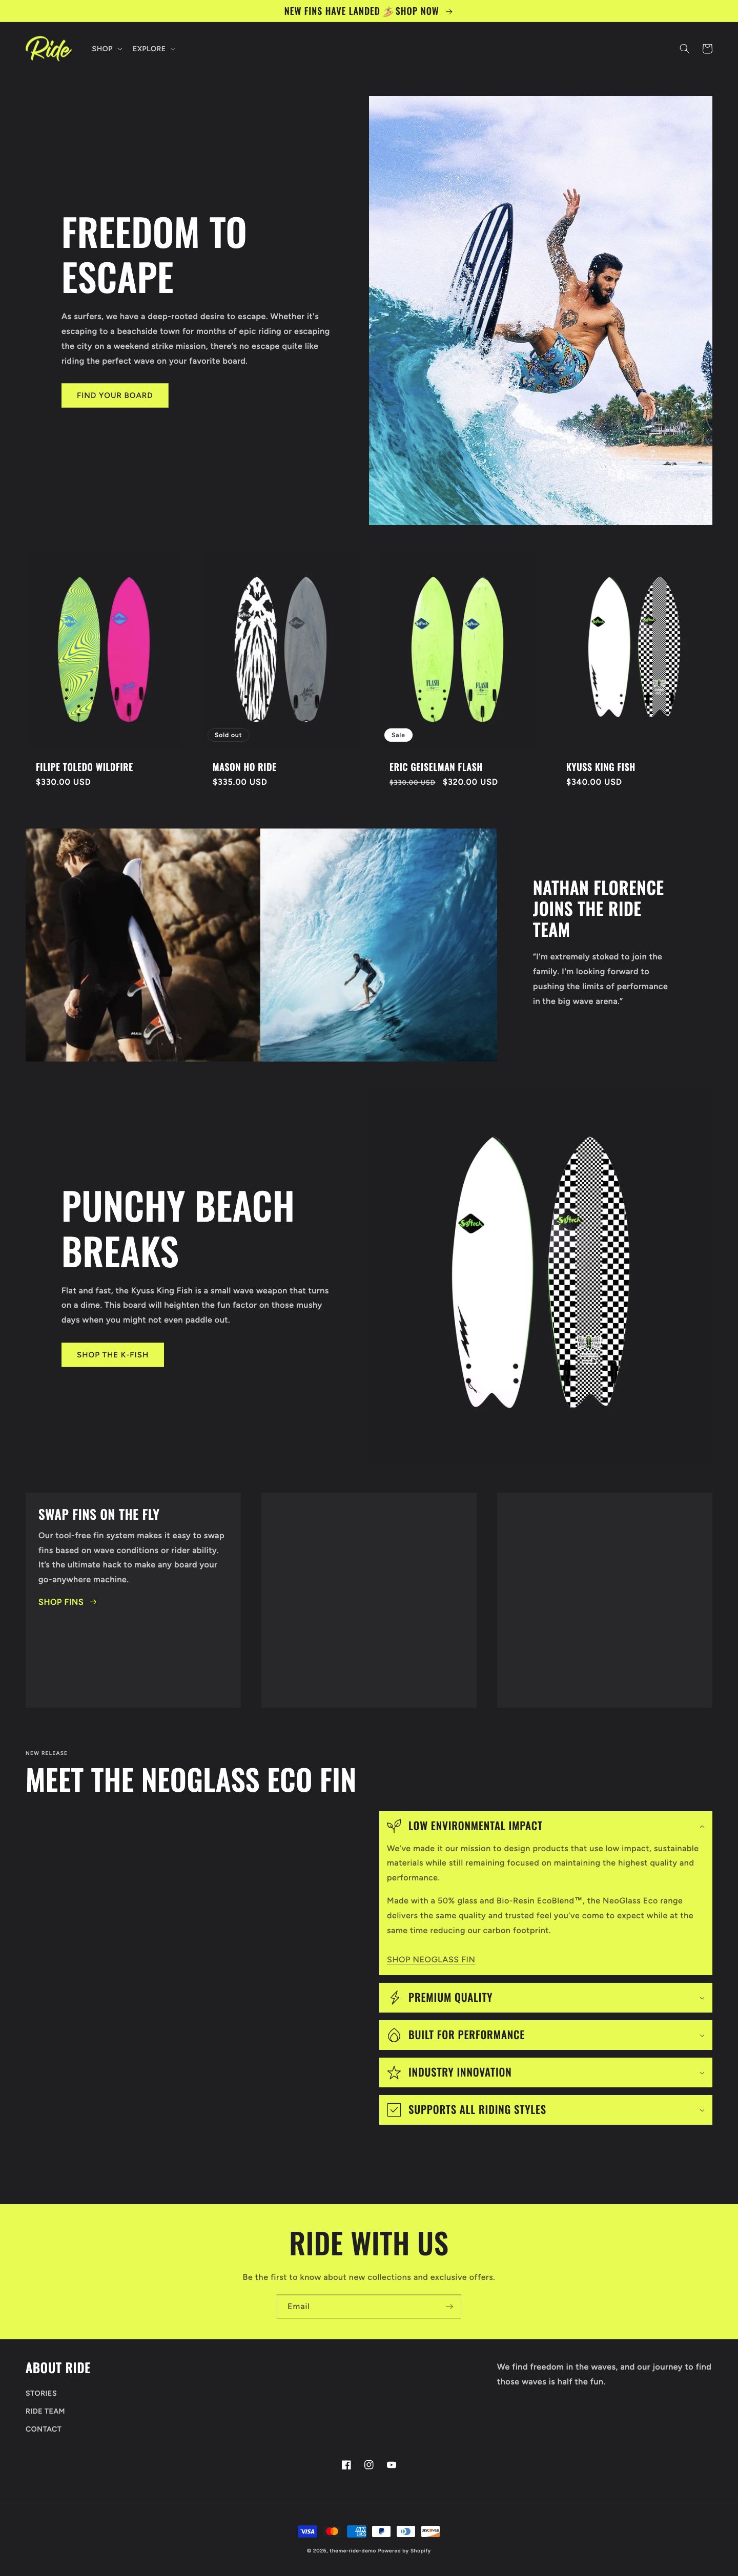 NEW FINS HAVE LANDED 🏄🏼 SHOP NOW →
Ride
SHOP
EXPLORE
FREEDOM TO
ESCAPE
As surfers, we have a deep-rooted desire to escape. Whether it's
escaping to a beachside town for months of epic riding or escaping
the city on a weekend strike mission, there's no escape quite like
riding the perfect wave on your favorite board.
FIND YOUR BOARD
Sold out
Sale
FILIPE TOLEDO WILDFIRE
$330.00 USD
MASON HO RIDE
$335.00 USD
ERIC GEISELMAN FLASH
$330.00 USD $320.00 USD
KYUSS KING FISH
$340.00 USD
NATHAN FLORENCE
JOINS THE RIDE
TEAM
"I'm extremely stoked to join the
family. I'm looking forward to
pushing the limits of performance
in the big wave arena."
PUNCHY BEACH
BREAKS
Flat and fast, the Kyuss King Fish is a small wave weapon that turns
on a dime. This board will heighten the fun factor on those mushy
days when you might not even paddle out.
SHOP THE K-FISH
Softech
Softech
SWAP FINS ON THE FLY
Our tool-free fin system makes it easy to swap
fins based on wave conditions or rider ability.
It's the ultimate hack to make any board your
go-anywhere machine.
SHOP FINS →
NEW RELEASE
MEET THE NEOGLASS ECO FIN
LOW ENVIRONMENTAL IMPACT
We've made it our mission to design products that use low impact, sustainable
materials while still remaining focused on maintaining the highest quality and
performance.
Made with a 50% glass and Bio-Resin EcoBlend™, the NeoGlass Eco range
delivers the same quality and trusted feel you've come to expect while at the
same time reducing our carbon footprint.
SHOP NEOGLASS FIN
PREMIUM QUALITY
BUILT FOR PERFORMANCE
INDUSTRY INNOVATION
SUPPORTS ALL RIDING STYLES
RIDE WITH US
Be the first to know about new collections and exclusive offers.
Email
ABOUT RIDE
STORIES
RIDE TEAM
CONTACT
We find freedom in the waves, and our journey to find
those waves is half the fun.
VISA
DISCOVER
© 2026, theme-ride-demo Powered by Shopify